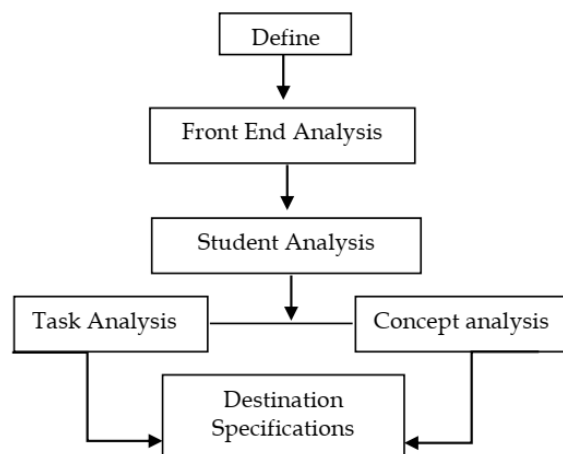 Define
Front End Analysis
Student Analysis
Task Analysis
Concept analysis
Destination
Specifications